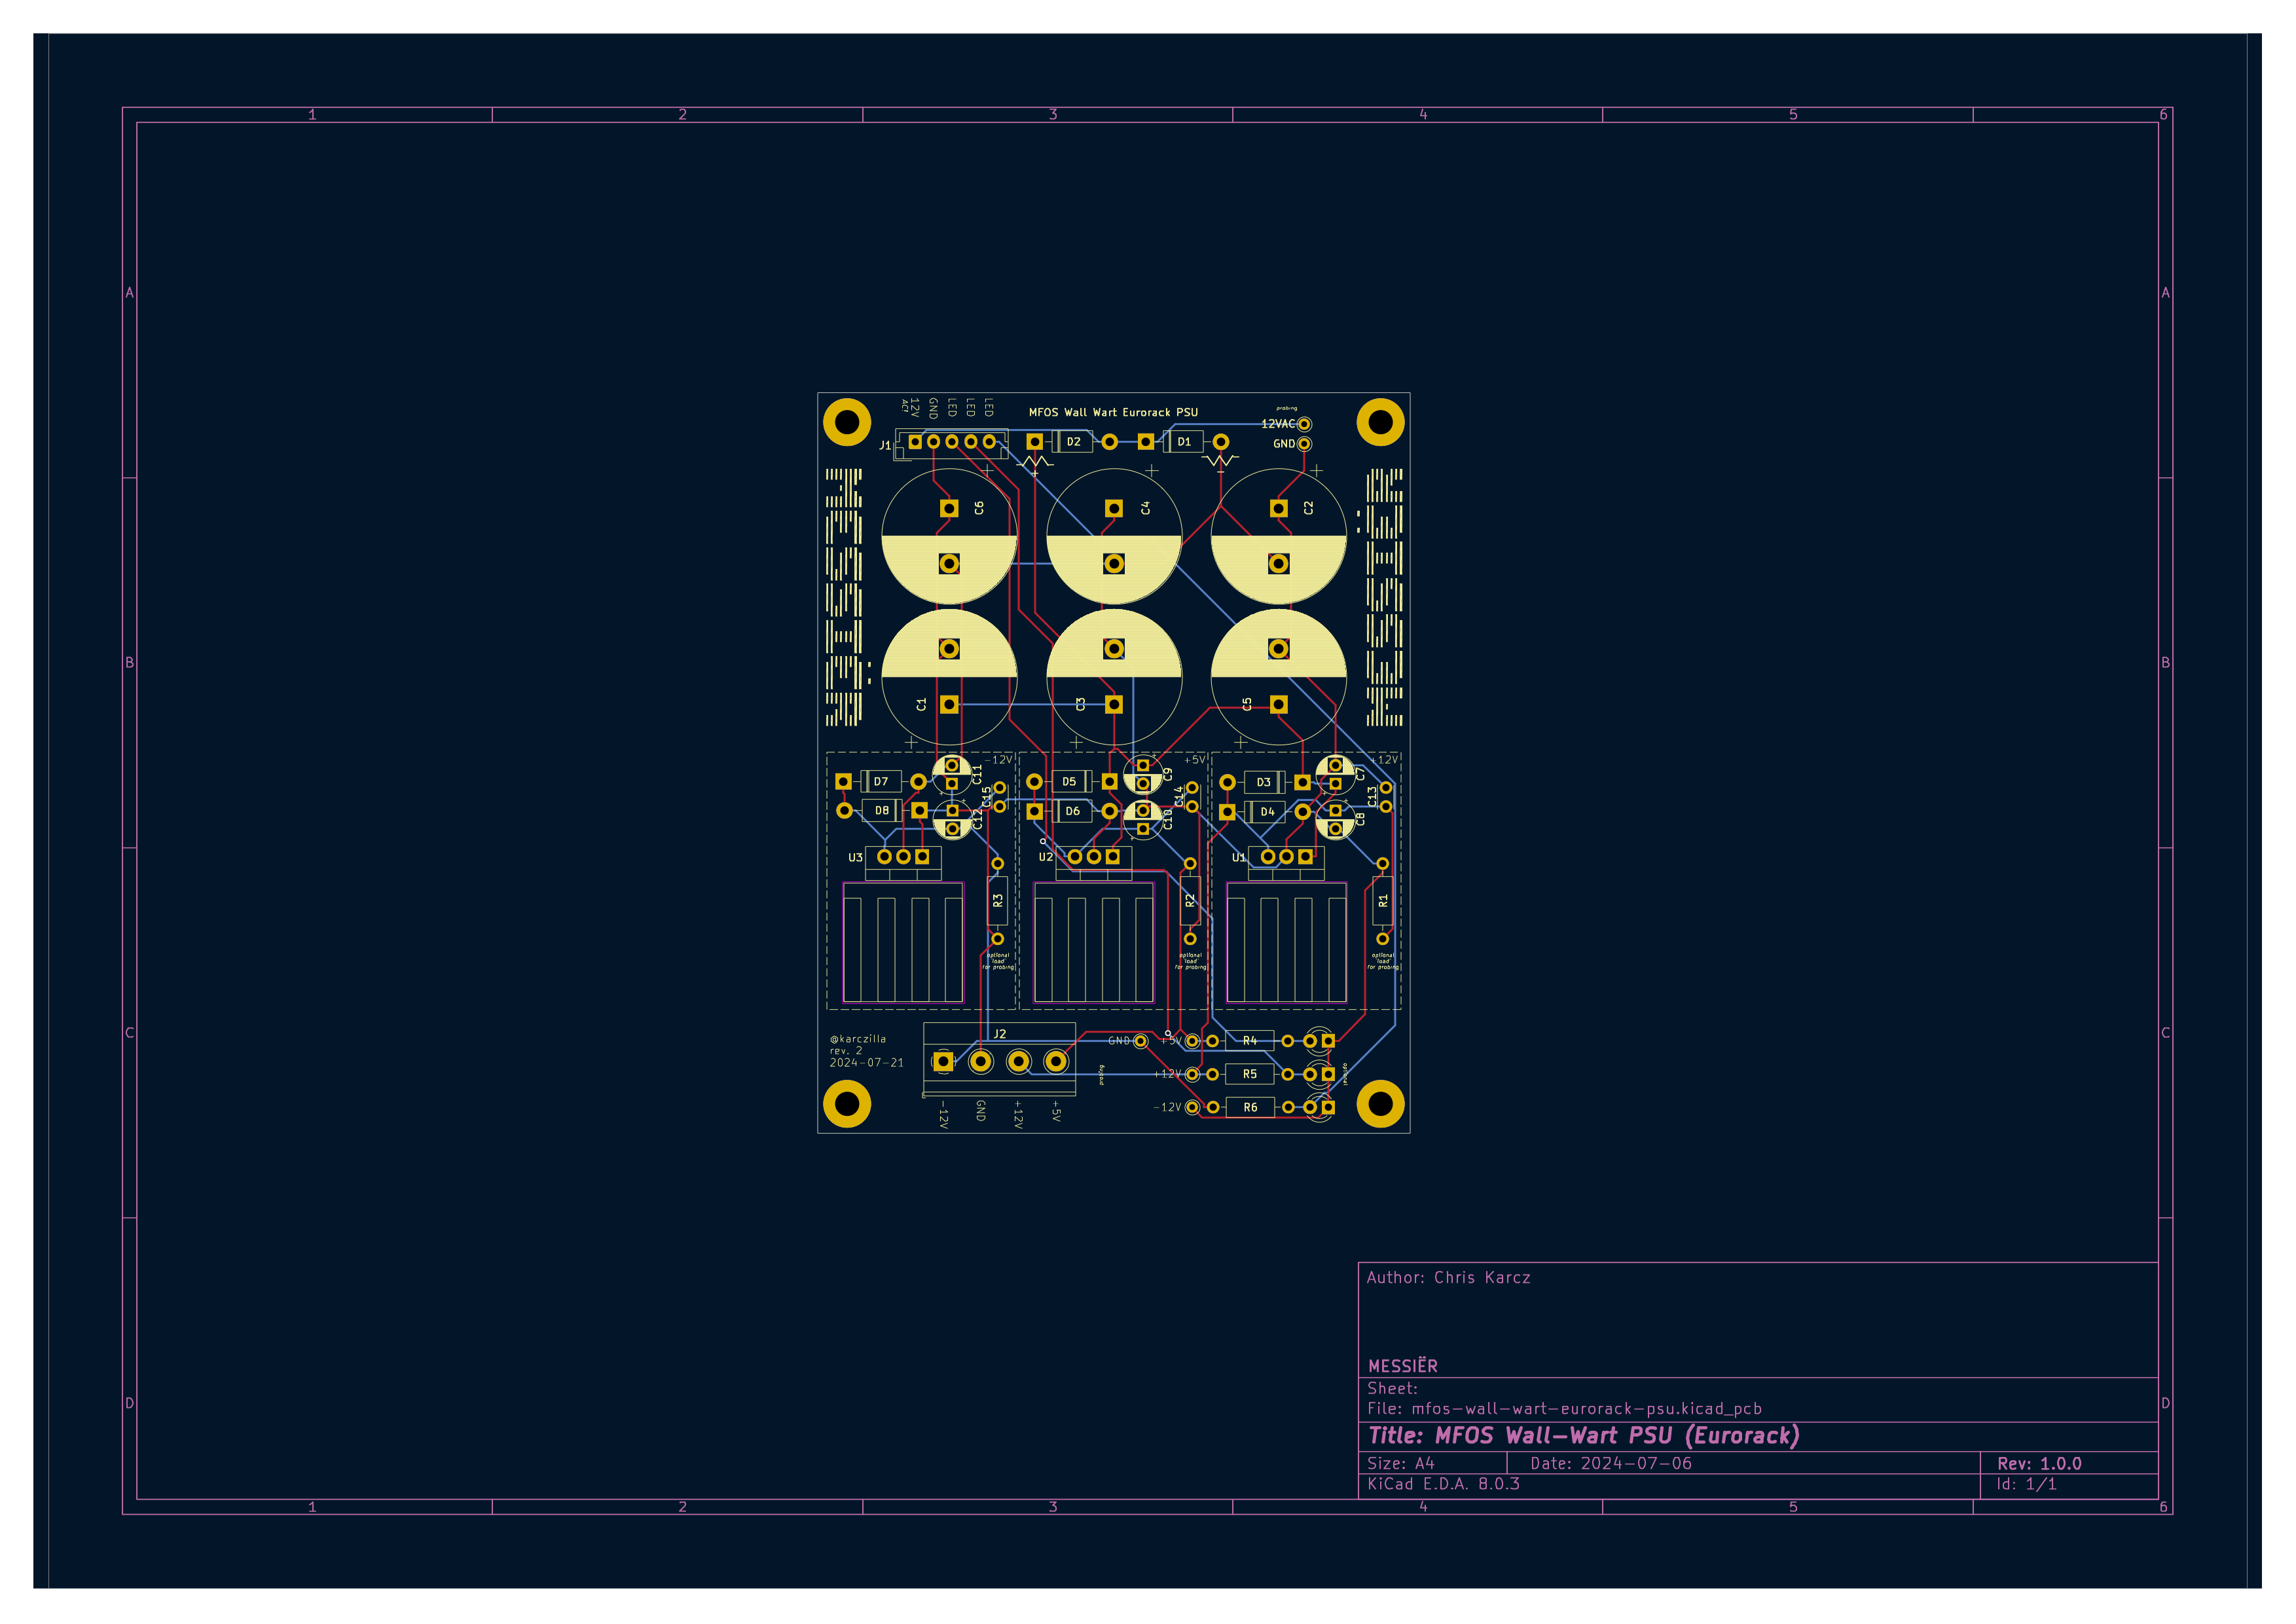 1 2 3 4 5 6
A A
B B
C C
D D
12V GND LED LED LED
AC!
MFOS Wall Wart Eurorack PSU
probing
12VAC
GND
J1
D2
D1
+
-
C6
C4
C2
C1
C3
C5
-12V
+5V
+12V
D7
C11
D5
C9
D3
C7
C15
C14
C13
D8
C12
D6
C10
D4
C8
U3
U2
U1
R3
R2
R1
optional
load
for probing
optional
load
for probing
optional
load
for probing
J2
@karczilla
rev. 2
2024-07-21
GND
+5V
R4
+12V
R5
-12V
R6
probing
optional
-12V
GND
+12V
+5V
Author: Chris Karcz
MESSIËR
Sheet:
File: mfos-wall-wart-eurorack-psu.kicad_pcb
Title: MFOS Wall-Wart PSU (Eurorack)
Size: A4
Date: 2024-07-06
Rev: 1.0.0
KiCad E.D.A. 8.0.3
Id: 1/1
1 2 3 4 5 6